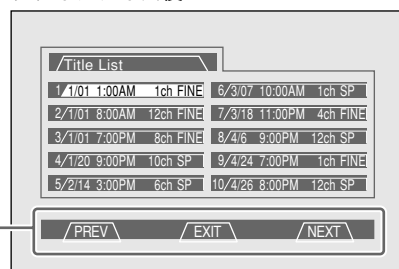 Title List
1 1/01 1:00AM 1ch FINE
2/1/01 8:00AM 12ch FINE
3/1/01 7:00PM 8ch FINE
4/1/20 9:00PM 10ch SP
5/2/14 3:00PM 6ch SP
6/3/07 10:00AM 1ch SP
7/3/18 11:00PM 4ch FINE
8/4/6 9:00PM 12ch SP
9/4/24 7:00PM 1ch FINE
10/4/26 8:00PM 12ch SP
PREV EXIT NEXT